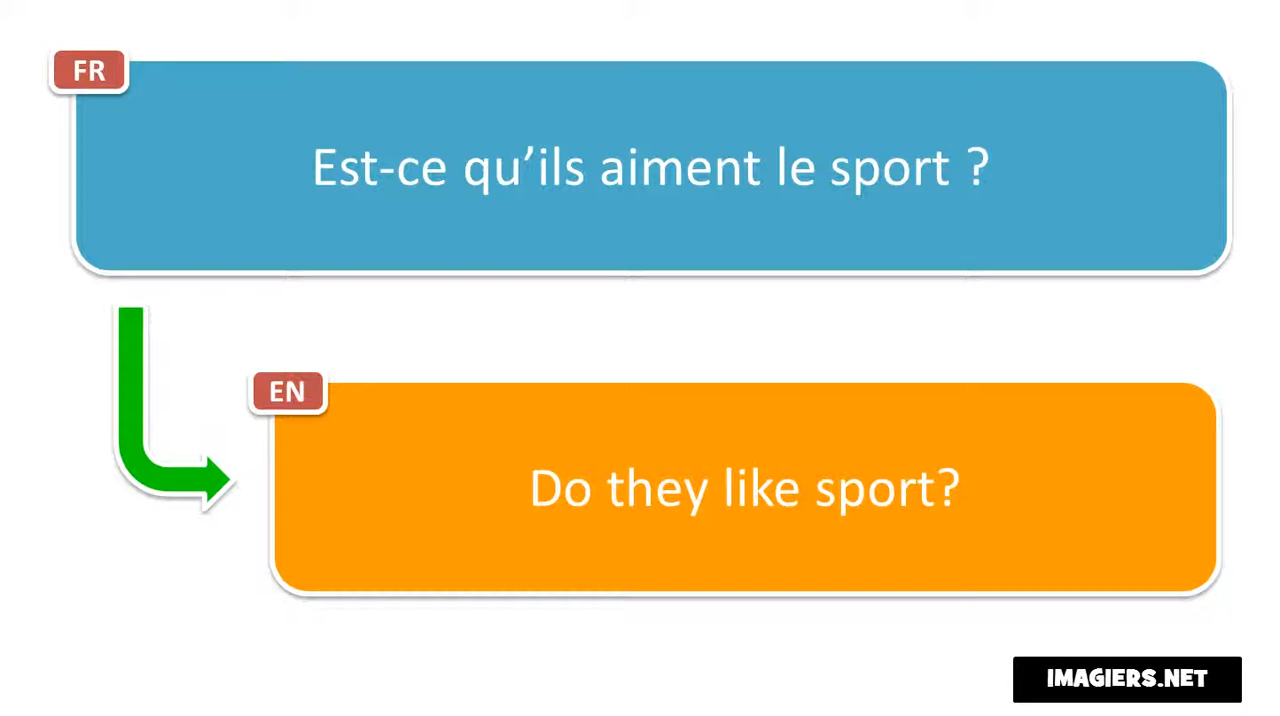 FR
Est-ce qu’ils aiment le sport ?
EN
Do they like sport?
IMAGIERS.NET